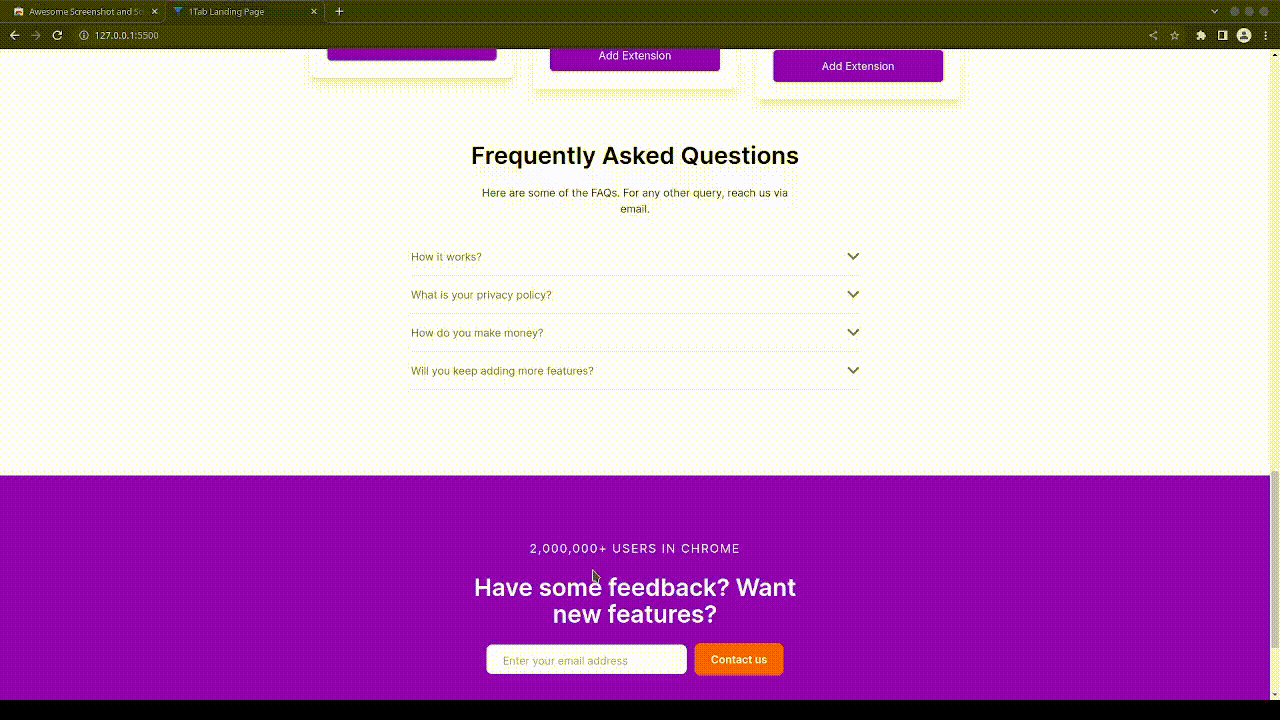 Awesome Screenshot and Sc
1Tab Landing Page
127.0.0.1:5500
Add Extension
Add Extension
Frequently Asked Questions
Here are some of the FAQs. For any other query, reach us via
email.
How it works?
What is your privacy policy?
How do you make money?
Will you keep adding more features?
2,000,000+ USERS IN CHROME
Have some feedback? Want
new features?
Enter your email address
Contact us